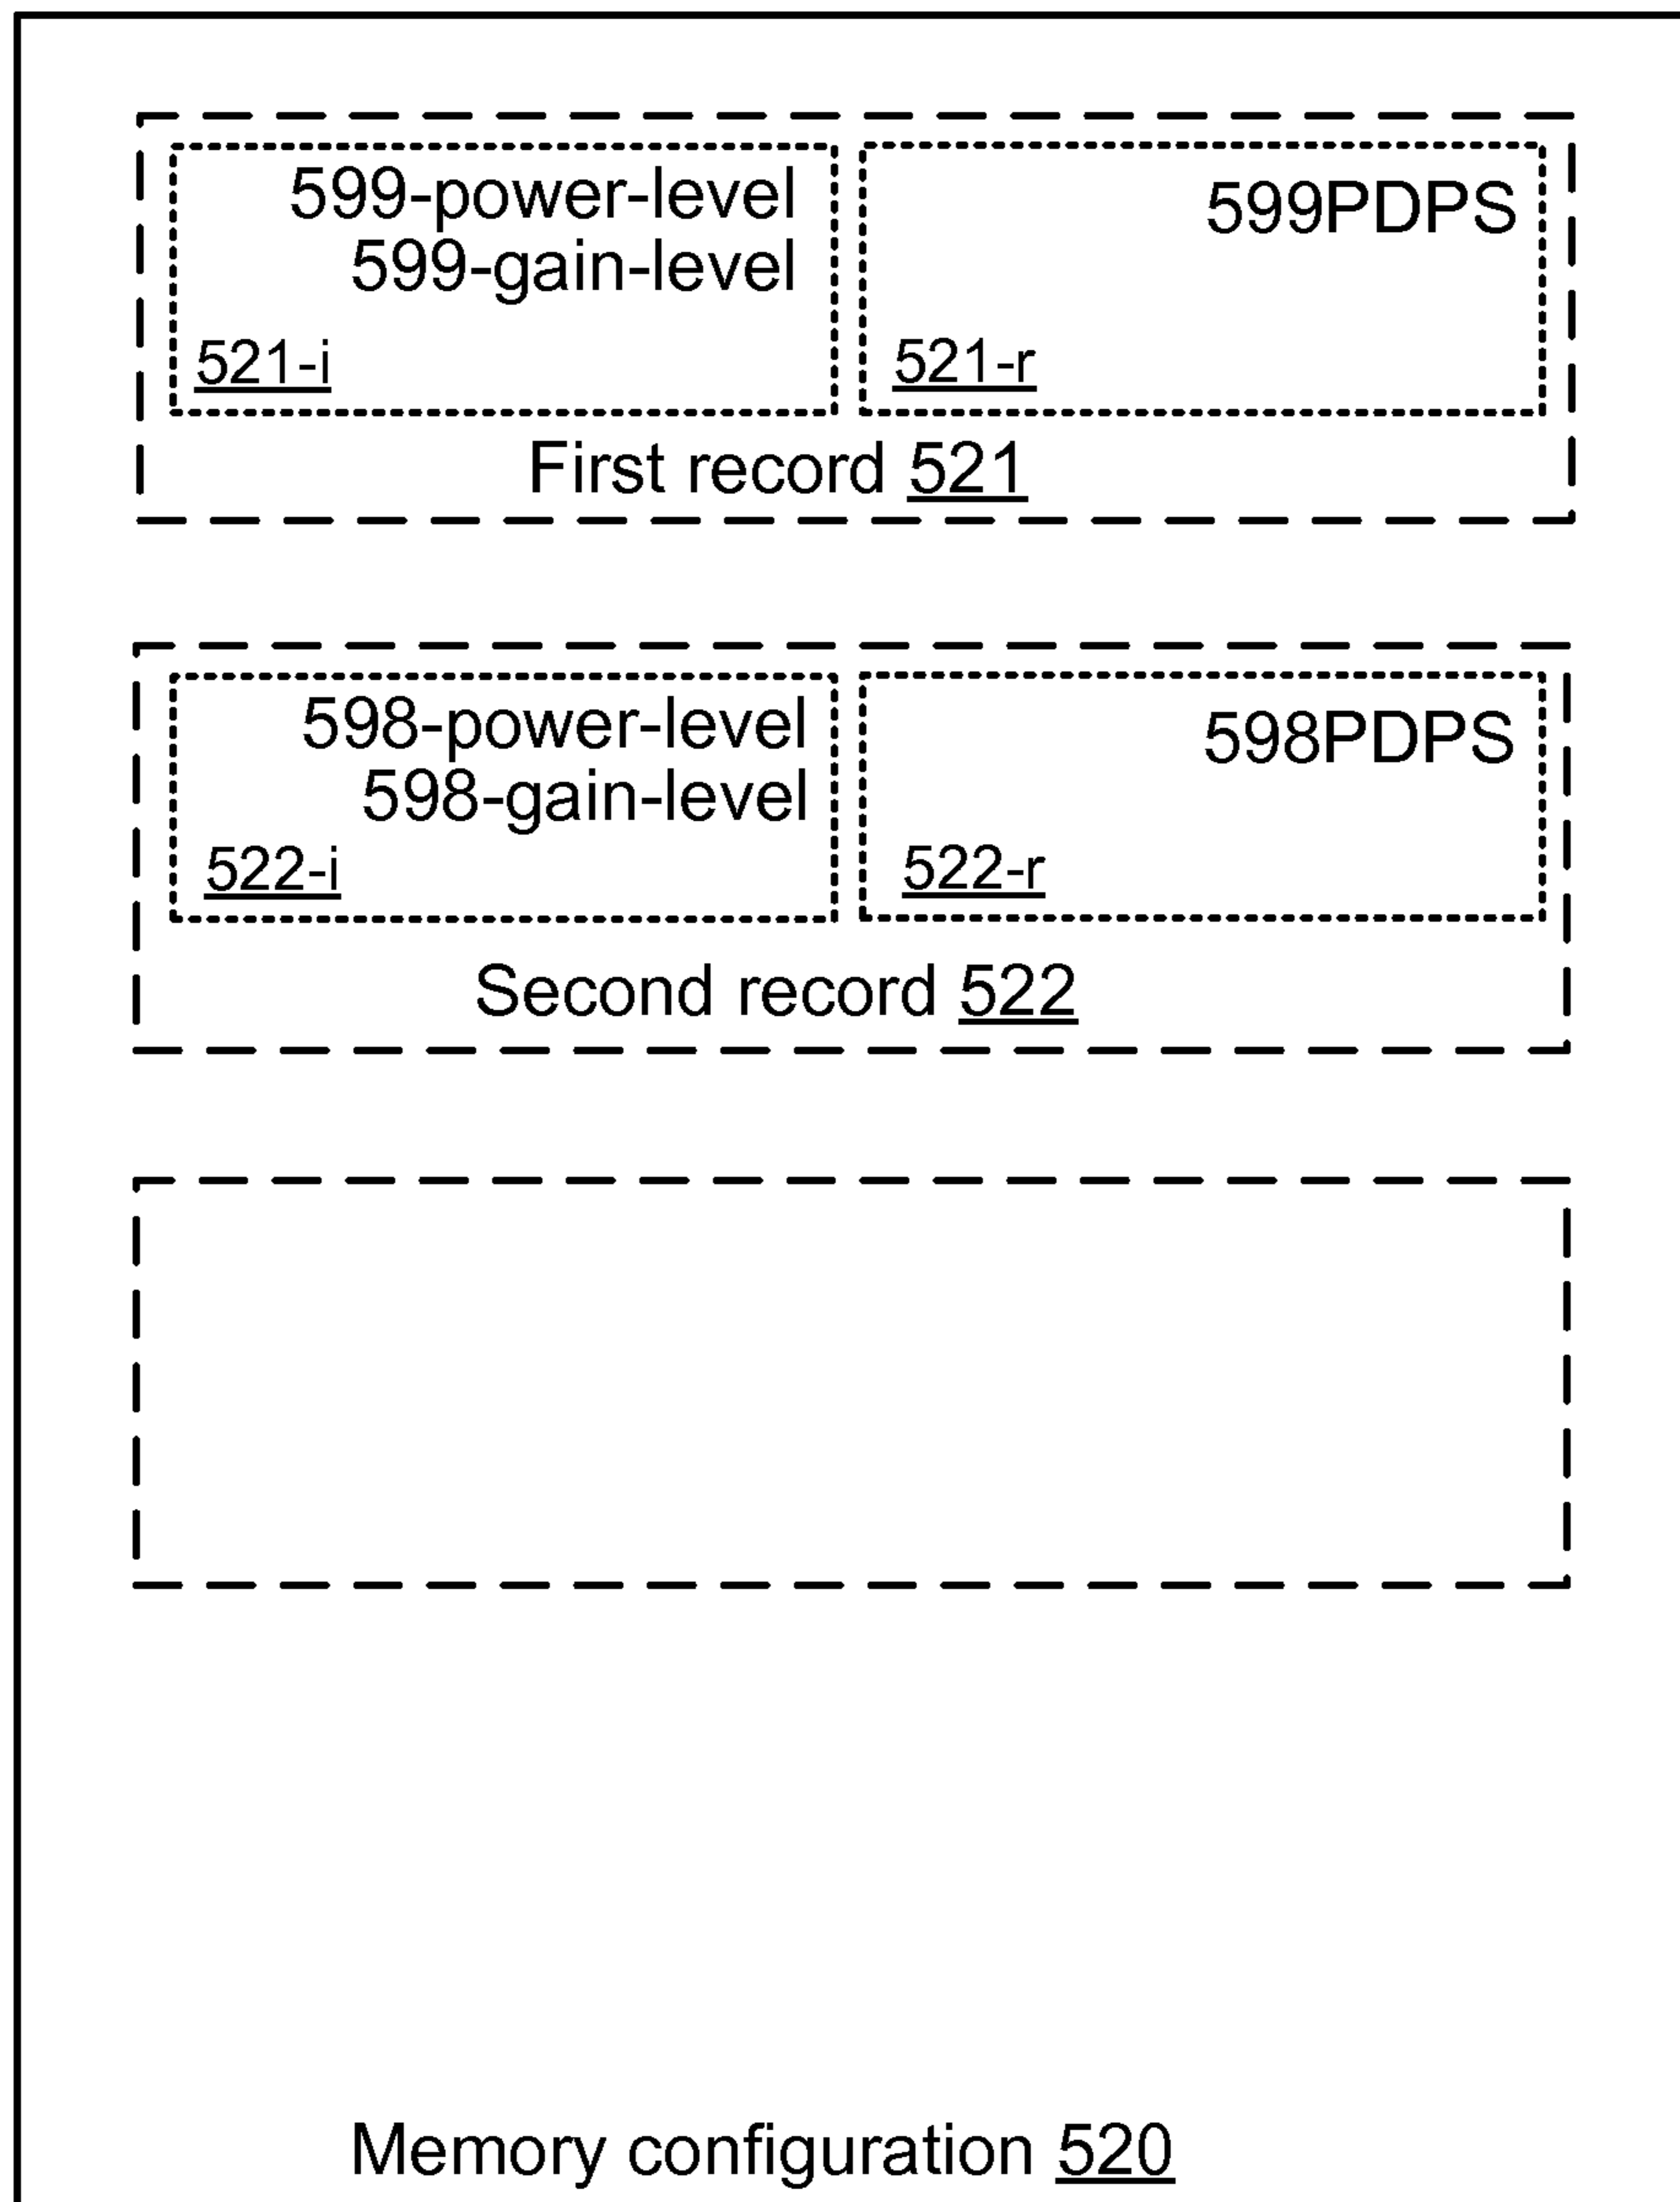 599-power-level
599-gain-level
521-i
599PDPS
521-r
First record 521
598-power-level
598-gain-level
522-i
598PDPS
522-r
Second record 522
Memory configuration 520